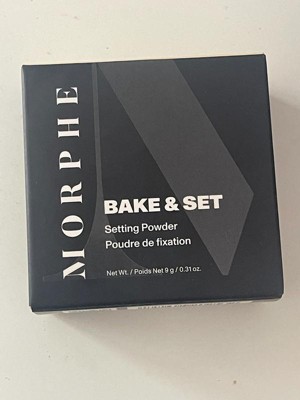 MORPHE
BAKE & SET
Setting Powder
Poudre de fixation
Net Wt. / Poids Net 9 g / 0.31 oz.